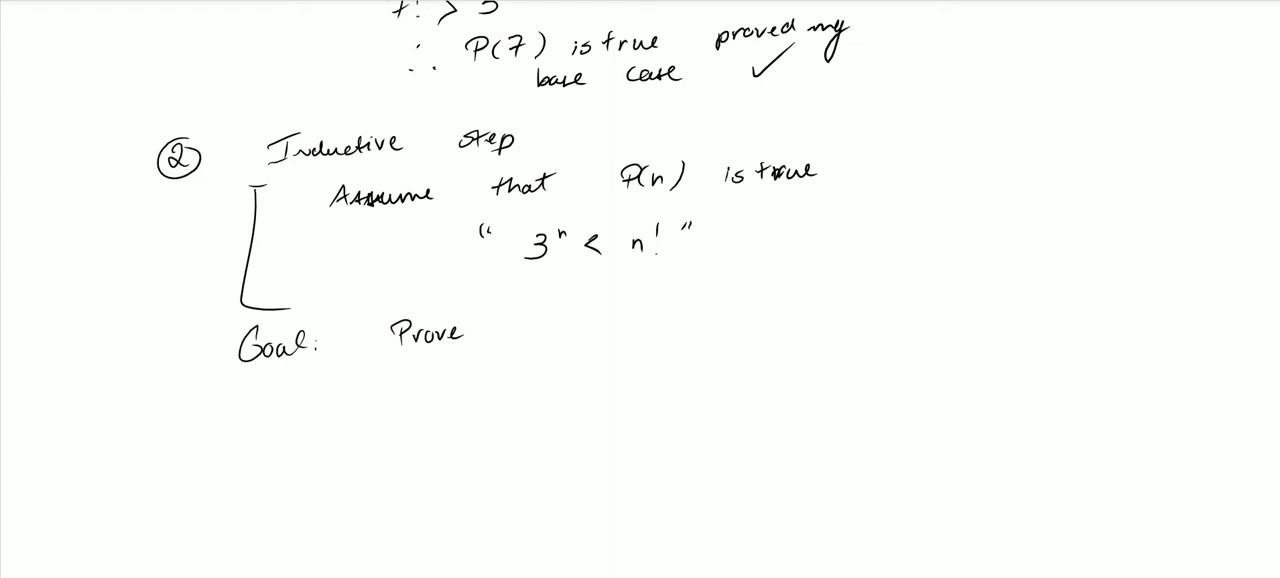 ∴ P(7) is true proved my
base case ✓
② Inductive step
Assume that P(n) is true
" 3ⁿ < n! "
Goal: Prove